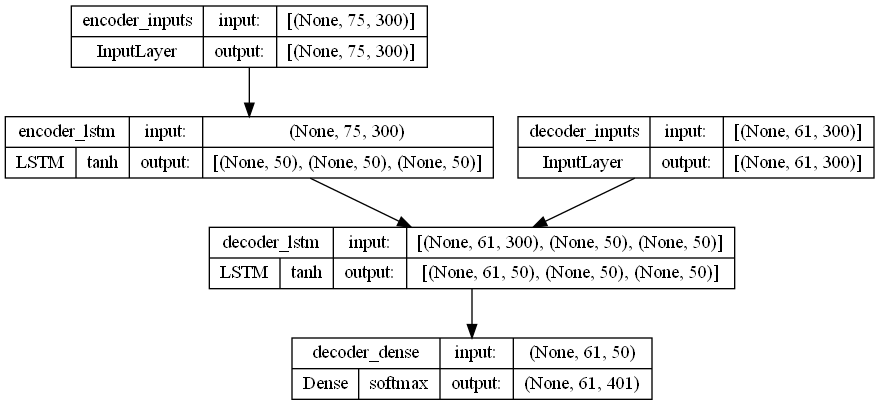 encoder_inputs input: [(None, 75, 300)]
InputLayer output: [(None, 75, 300)]
encoder_lstm input: (None, 75, 300)
LSTM tanh output: [(None, 50), (None, 50), (None, 50)]
decoder_inputs input: [(None, 61, 300)]
InputLayer output: [(None, 61, 300)]
decoder_lstm input: [(None, 61, 300), (None, 50), (None, 50)]
LSTM tanh output: [(None, 61, 50), (None, 50), (None, 50)]
decoder_dense input: (None, 61, 50)
Dense softmax output: (None, 61, 401)